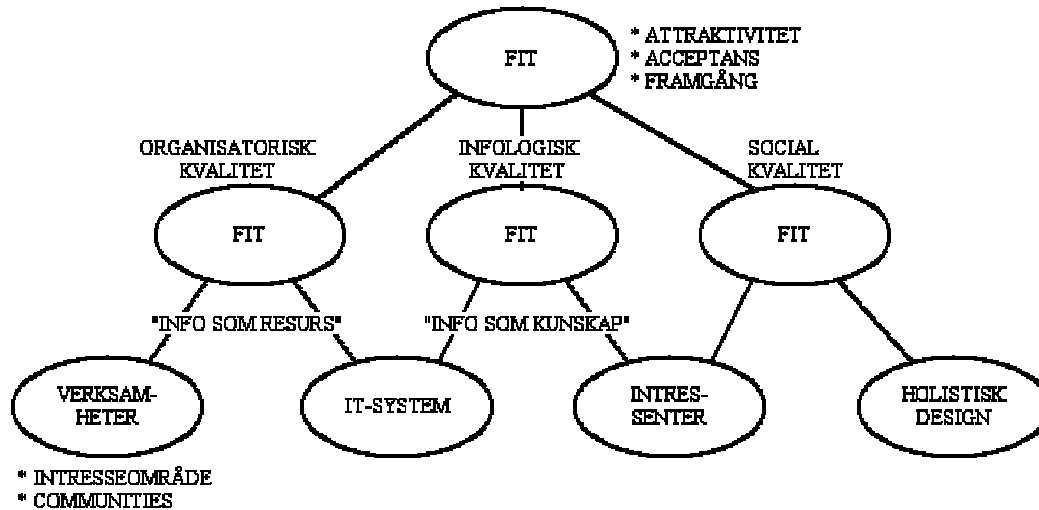 FIT
* ATTRAKTIVITET
* ACCEPTANS
* FRAMGÅNG
ORGANISATORISK
KVALITET
INFOLOGISK
KVALITET
SOCIAL
KVALITET
FIT
FIT
FIT
"INFO SOM RESURS"
"INFO SOM KUNSKAP"
VERKSAM-
HETER
IT-SYSTEM
INTRES-
SENTER
HOLISTISK
DESIGN
* INTRESSEOMRÅDE
* COMMUNITIES